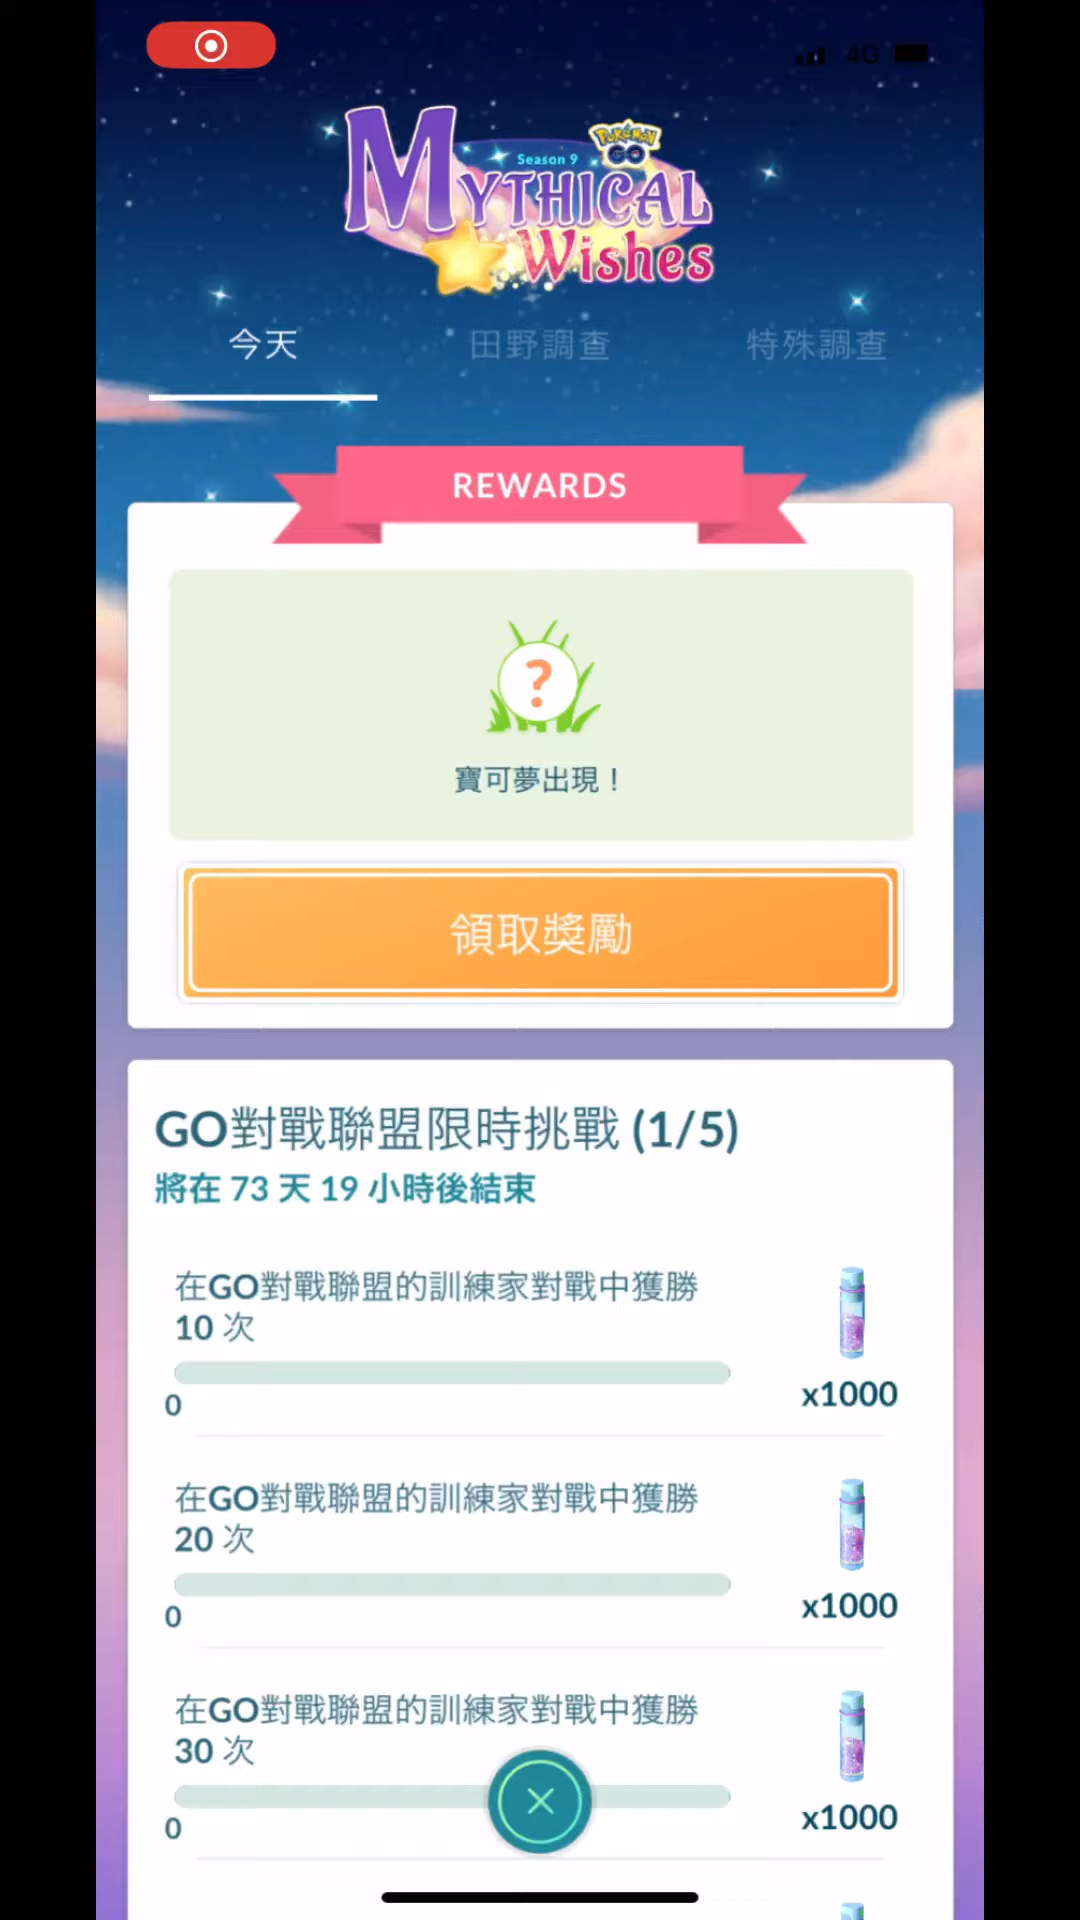 4G
Season 9
POKÉMON
GO
MYTHICAL
Wishes
今天
田野調查
特殊調查
REWARDS
?
寶可夢出現！
領取獎勵
GO對戰聯盟限時挑戰 (1/5)
將在 73 天 19 小時後結束
在GO對戰聯盟的訓練家對戰中獲勝
10 次
0
x1000
在GO對戰聯盟的訓練家對戰中獲勝
20 次
0
x1000
在GO對戰聯盟的訓練家對戰中獲勝
30 次
0
x1000